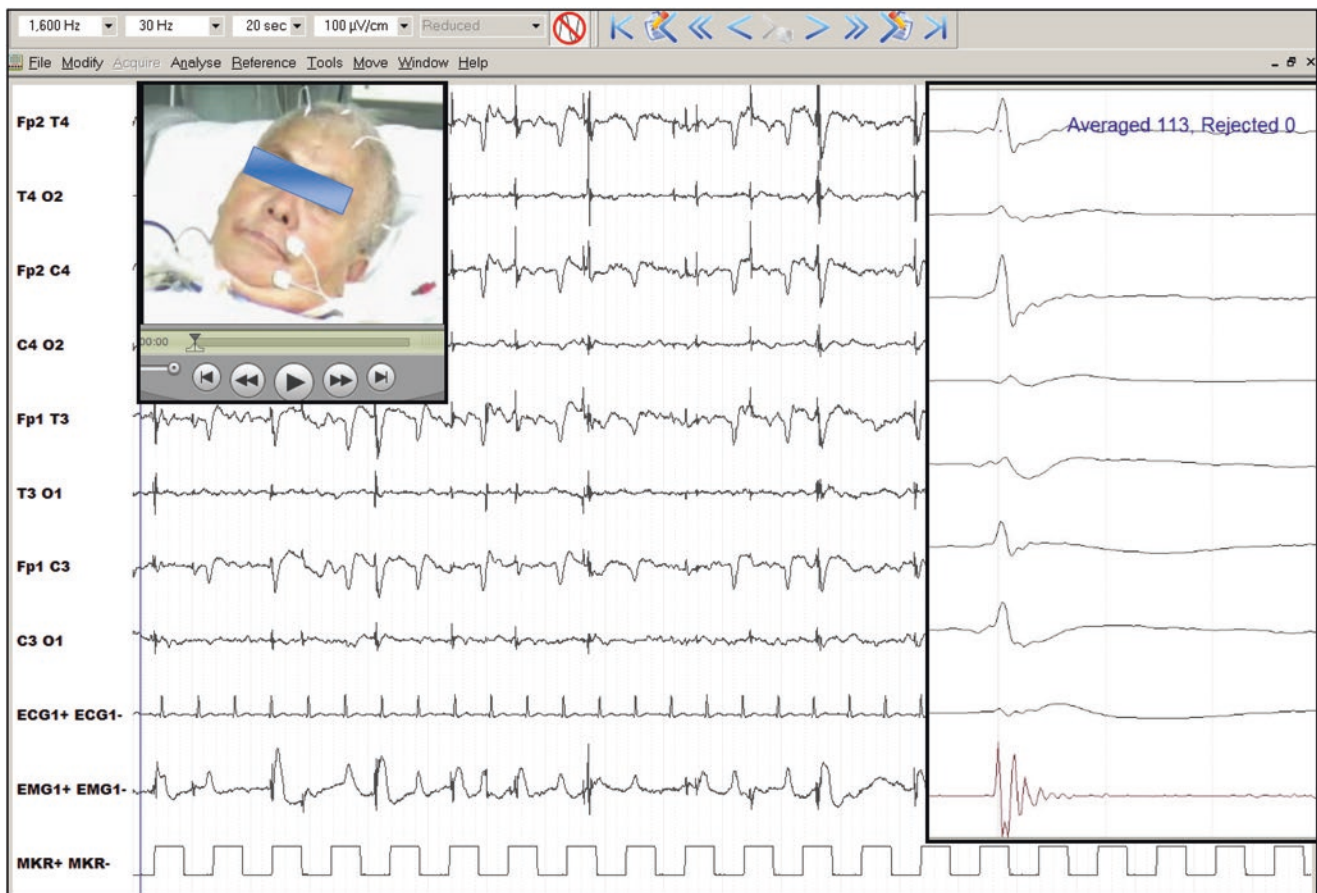 1,600 Hz 30 Hz 20 sec 100 µV/cm Reduced
File Modify Acquire Analyse Reference Tools Move Window Help
Fp2 T4
Averaged 113, Rejected 0
T4 O2
Fp2 C4
C4 O2
00:00
Fp1 T3
T3 O1
Fp1 C3
C3 O1
ECG1+ ECG1-
EMG1+ EMG1-
MKR+ MKR-